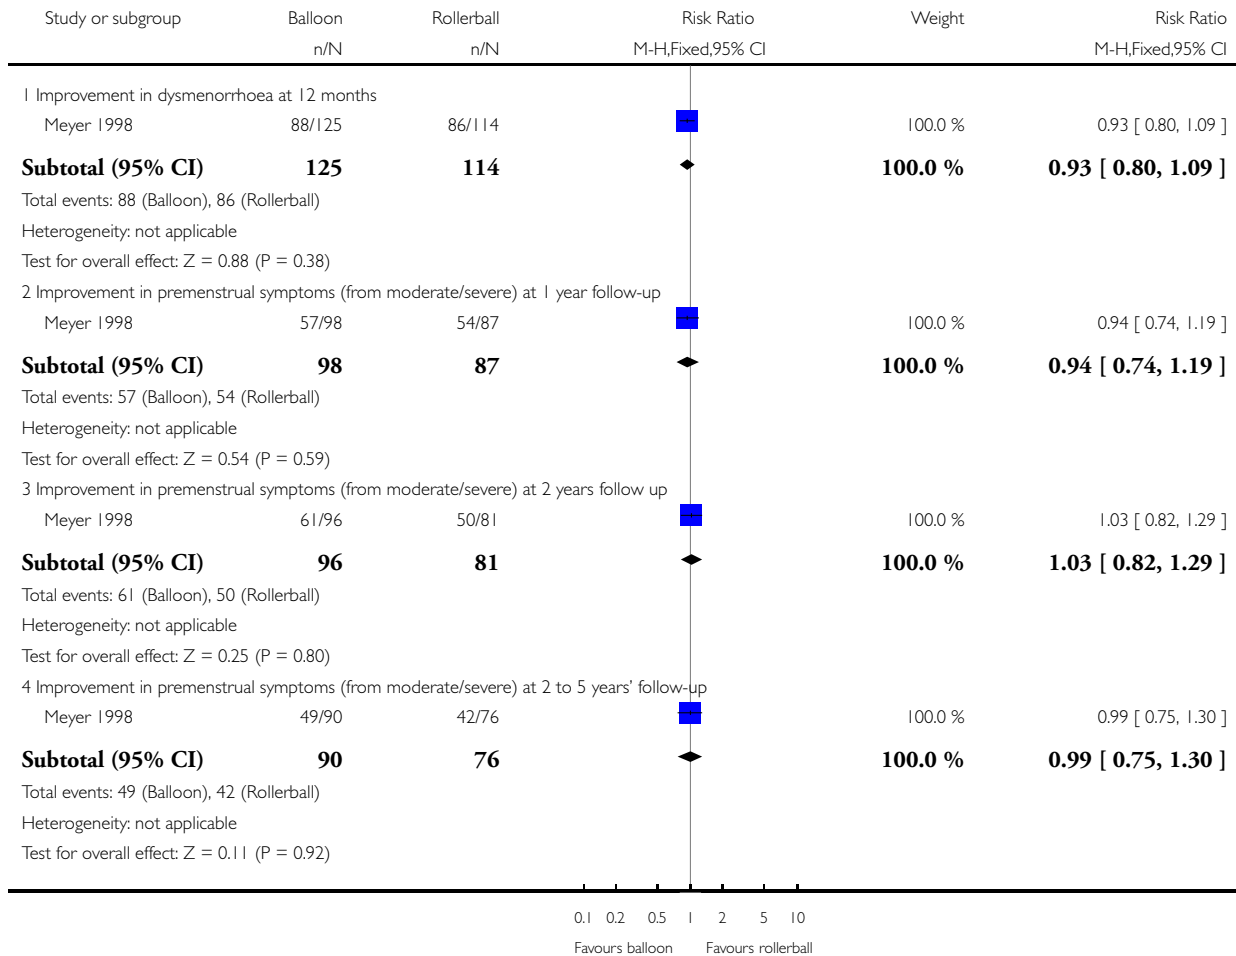 Study or subgroup Balloon Rollerball Risk Ratio Weight Risk Ratio
n/N n/N M-H,Fixed,95% CI M-H,Fixed,95% CI
1 Improvement in dysmenorrhoea at 12 months
Meyer 1998 88/125 86/114 100.0 % 0.93 [ 0.80, 1.09 ]
Subtotal (95% CI) 125 114 100.0 % 0.93 [ 0.80, 1.09 ]
Total events: 88 (Balloon), 86 (Rollerball)
Heterogeneity: not applicable
Test for overall effect: Z = 0.88 (P = 0.38)
2 Improvement in premenstrual symptoms (from moderate/severe) at 1 year follow-up
Meyer 1998 57/98 54/87 100.0 % 0.94 [ 0.74, 1.19 ]
Subtotal (95% CI) 98 87 100.0 % 0.94 [ 0.74, 1.19 ]
Total events: 57 (Balloon), 54 (Rollerball)
Heterogeneity: not applicable
Test for overall effect: Z = 0.54 (P = 0.59)
3 Improvement in premenstrual symptoms (from moderate/severe) at 2 years follow up
Meyer 1998 61/96 50/81 100.0 % 1.03 [ 0.82, 1.29 ]
Subtotal (95% CI) 96 81 100.0 % 1.03 [ 0.82, 1.29 ]
Total events: 61 (Balloon), 50 (Rollerball)
Heterogeneity: not applicable
Test for overall effect: Z = 0.25 (P = 0.80)
4 Improvement in premenstrual symptoms (from moderate/severe) at 2 to 5 years' follow-up
Meyer 1998 49/90 42/76 100.0 % 0.99 [ 0.75, 1.30 ]
Subtotal (95% CI) 90 76 100.0 % 0.99 [ 0.75, 1.30 ]
Total events: 49 (Balloon), 42 (Rollerball)
Heterogeneity: not applicable
Test for overall effect: Z = 0.11 (P = 0.92)
0.1 0.2 0.5 1 2 5 10
Favours balloon Favours rollerball